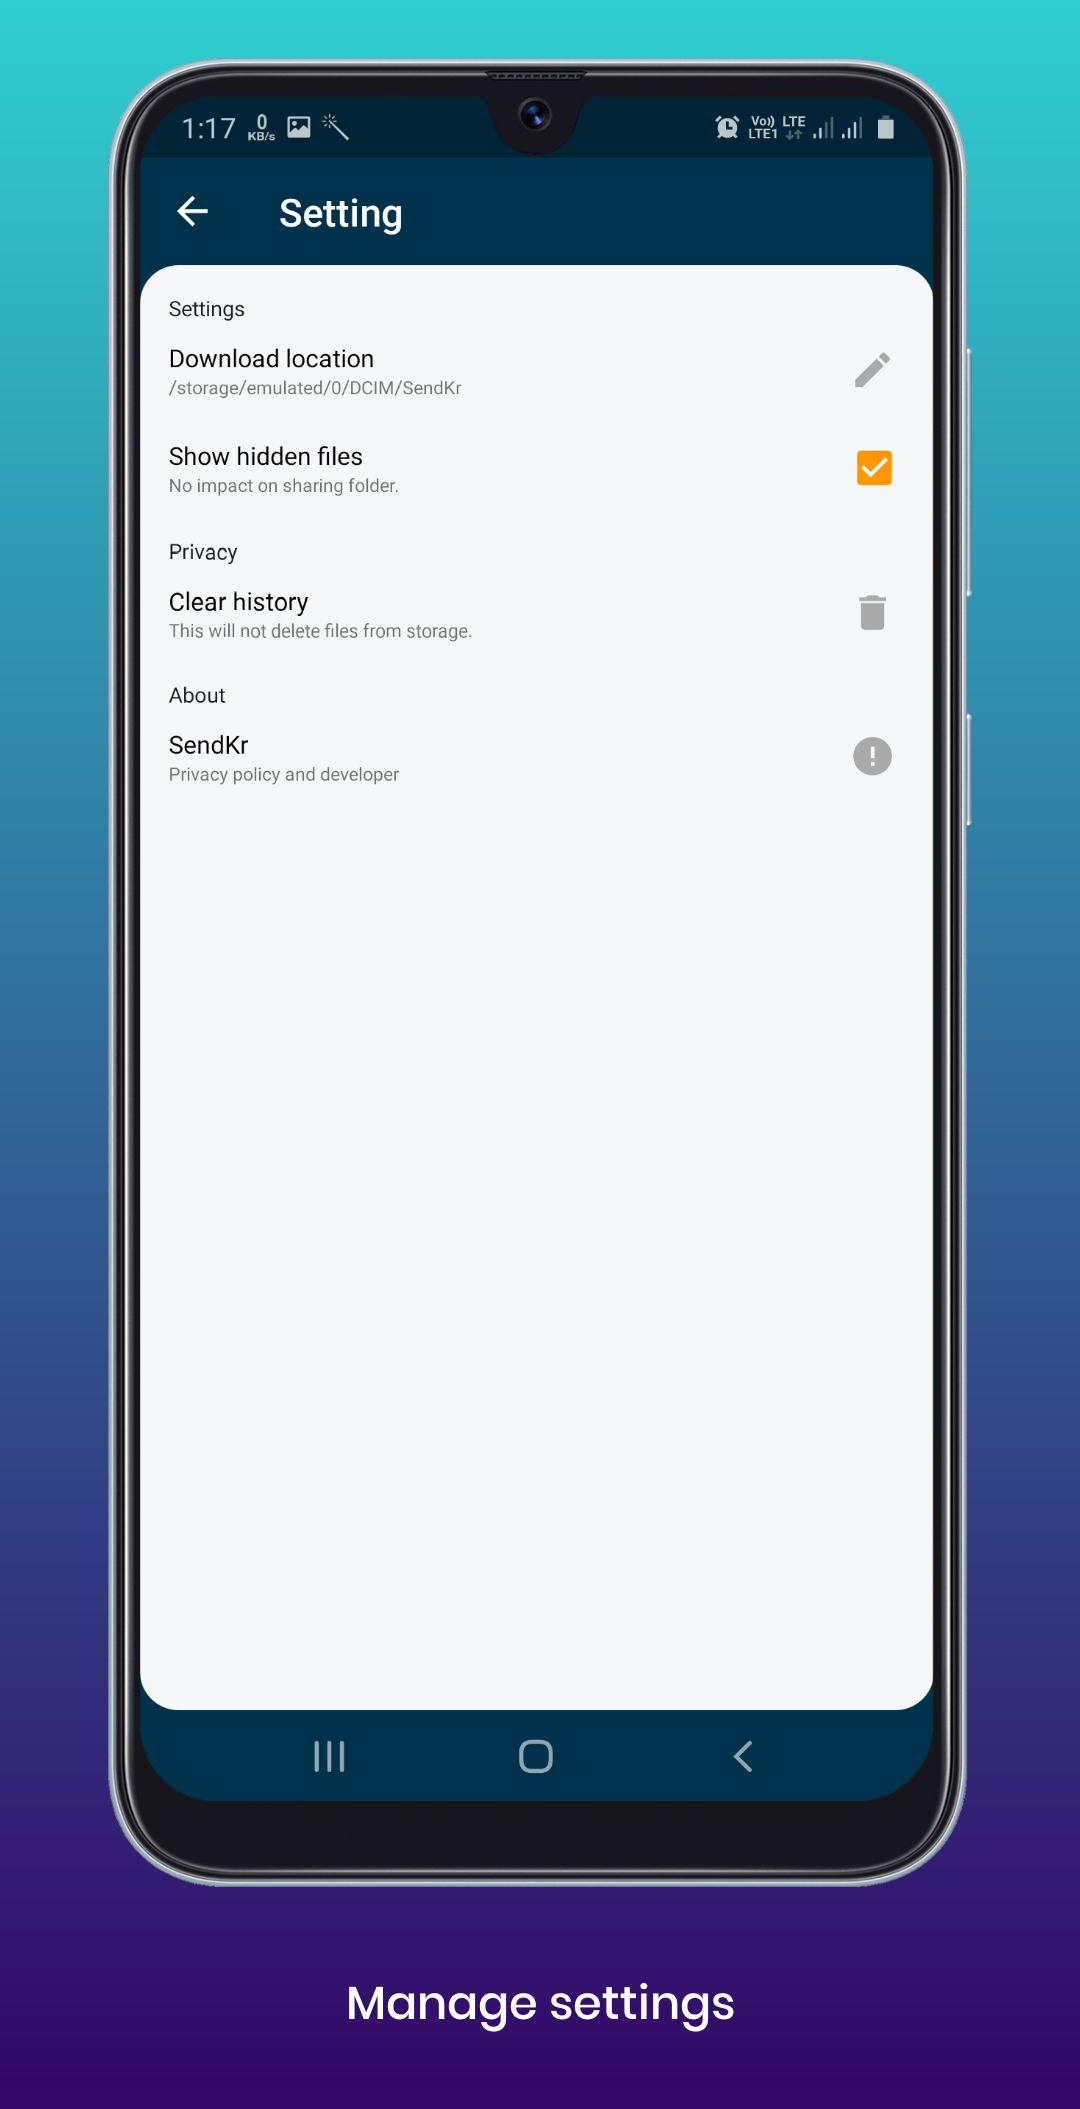 1:17 0 KB/s Vo)) LTE1 LTE
Setting
Settings
Download location
/storage/emulated/0/DCIM/SendKr
Show hidden files
No impact on sharing folder.
Privacy
Clear history
This will not delete files from storage.
About
SendKr
Privacy policy and developer
Manage settings